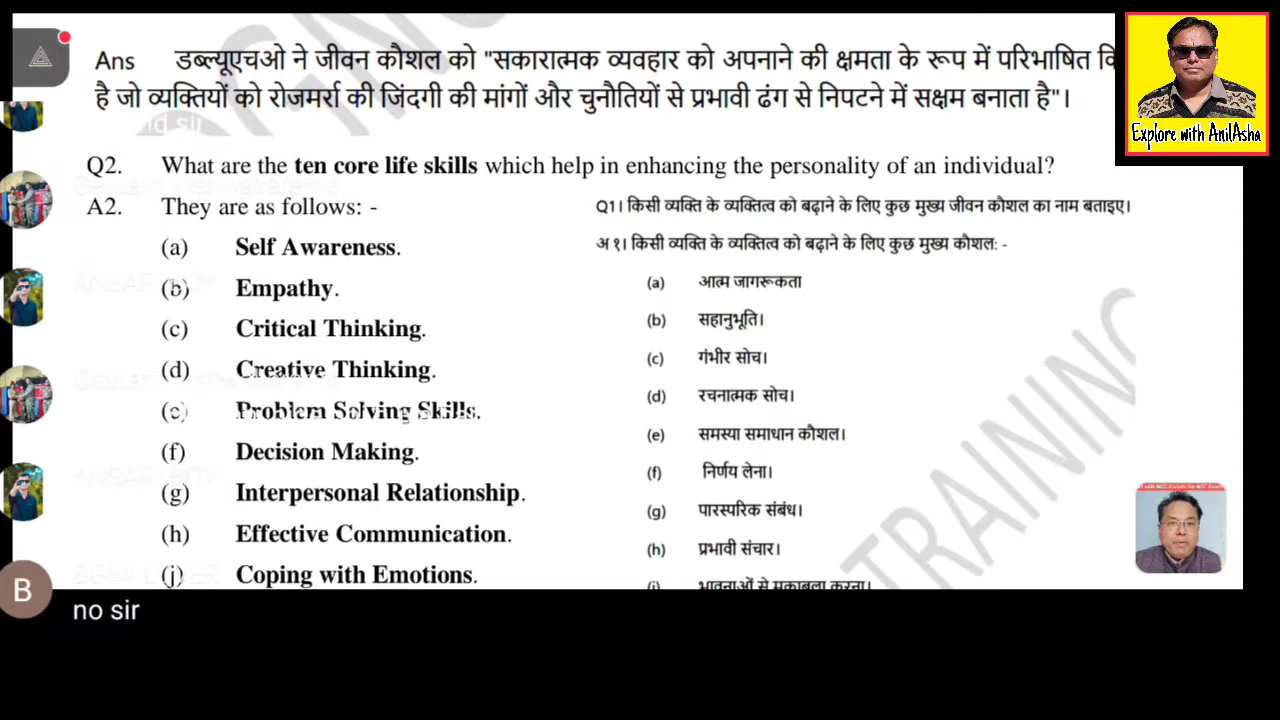 Ans डब्ल्यूएचओ ने जीवन कौशल को "सकारात्मक व्यवहार को अपनाने की क्षमता के रूप में परिभाषित
है जो व्यक्तियों को रोजमर्रा की जिंदगी की मांगों और चुनौतियों से प्रभावी ढंग से निपटने में सक्षम बनाता है"।
Explore with AnilAsha
Q2. What are the ten core life skills which help in enhancing the personality of an individual?
A2. They are as follows: -
(a) Self Awareness.
(b) Empathy.
(c) Critical Thinking.
(d) Creative Thinking.
(e) Problem Solving Skills.
(f) Decision Making.
(g) Interpersonal Relationship.
(h) Effective Communication.
(j) Coping with Emotions.
Q1। किसी व्यक्ति के व्यक्तित्व को बढ़ाने के लिए कुछ मुख्य जीवन कौशल का नाम बताइए।
अ १। किसी व्यक्ति के व्यक्तित्व को बढ़ाने के लिए कुछ मुख्य कौशल: -
(a) आत्म जागरूकता
(b) सहानुभूति।
(c) गंभीर सोच।
(d) रचनात्मक सोच।
(e) समस्या समाधान कौशल।
(f) निर्णय लेना।
(g) पारस्परिक संबंध।
(h) प्रभावी संचार।
भावनाओं से मुकाबला करना।
TRAINING
B
no sir